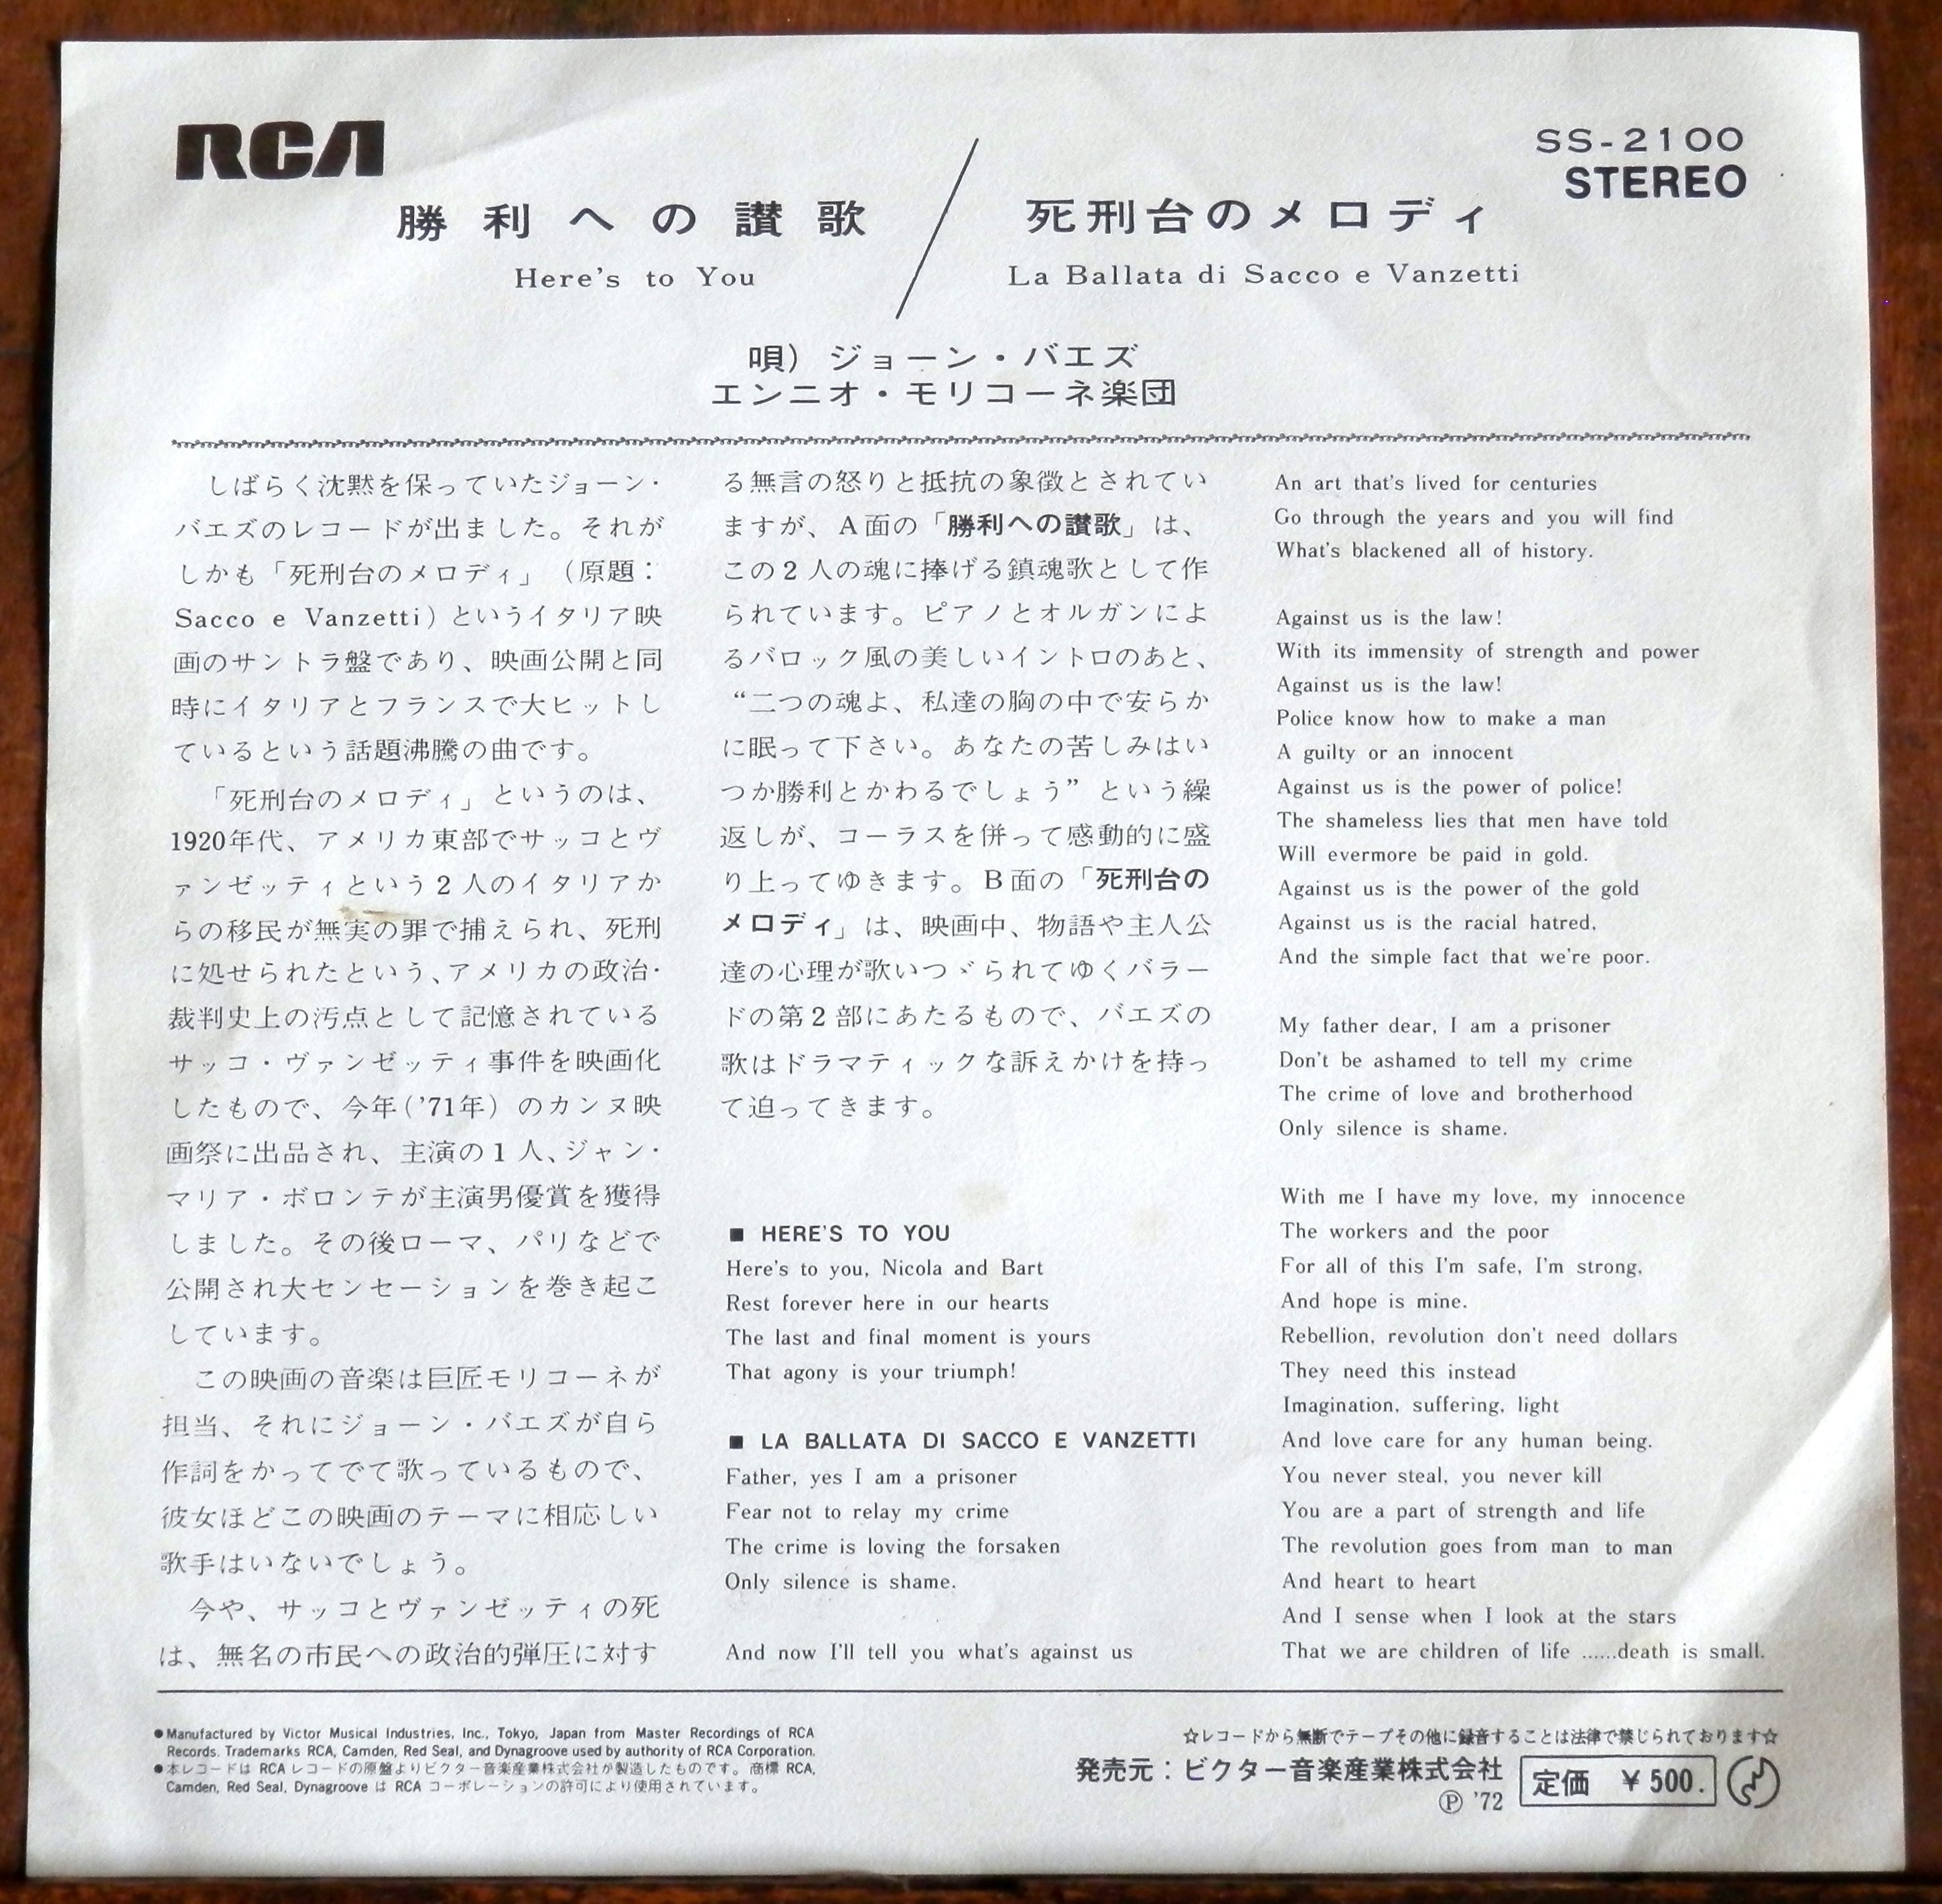 RCA
SS-2100
STEREO
勝利への讃歌
Here's to You
死刑台のメロディ
La Ballata di Sacco e Vanzetti
唄) ジョーン・バエズ
エンニオ・モリコーネ楽団
しばらく沈黙を保っていたジョーン・
バエズのレコードが出ました。それが
しかも「死刑台のメロディ」(原題:
Sacco e Vanzetti) というイタリア映
画のサントラ盤であり、映画公開と同
時にイタリアとフランスで大ヒットし
ているという話題沸騰の曲です。
「死刑台のメロディ」というのは、
1920年代、アメリカ東部でサッコとヴ
ァンゼッティという2人のイタリアか
らの移民が無実の罪で捕えられ、死刑
に処せられたという、アメリカの政治・
裁判史上の汚点として記憶されている
サッコ・ヴァンゼッティ事件を映画化
したもので、今年('71年) のカンヌ映
画祭に出品され、主演の1人、ジャン・
マリア・ボロンテが主演男優賞を獲得
しました。その後ローマ、パリなどで
公開され大センセーションを巻き起こ
しています。
この映画の音楽は巨匠モリコーネが
担当、それにジョーン・バエズが自ら
作詞をかってでて歌っているもので、
彼女ほどこの映画のテーマに相応しい
歌手はいないでしょう。
今や、サッコとヴァンゼッティの死
は、無名の市民への政治的弾圧に対す
る無言の怒りと抵抗の象徴とされてい
ますが、A面の「勝利への讃歌」は、
この2人の魂に捧げる鎮魂歌として作
られています。ピアノとオルガンによ
るバロック風の美しいイントロのあと、
“二つの魂よ、私達の胸の中で安らか
に眠って下さい。あなたの苦しみはい
つか勝利とかわるでしょう”という繰
返しが、コーラスを併って感動的に盛
り上ってゆきます。B面の「死刑台の
メロディ」は、映画中、物語や主人公
達の心理が歌いつゞられてゆくバラー
ドの第2部にあたるもので、バエズの
歌はドラマティックな訴えかけを持っ
て迫ってきます。
■ HERE'S TO YOU
Here's to you, Nicola and Bart
Rest forever here in our hearts
The last and final moment is yours
That agony is your triumph!
■ LA BALLATA DI SACCO E VANZETTI
Father, yes I am a prisoner
Fear not to relay my crime
The crime is loving the forsaken
Only silence is shame.
And now I'll tell you what's against us
An art that's lived for centuries
Go through the years and you will find
What's blackened all of history.
Against us is the law!
With its immensity of strength and power
Against us is the law!
Police know how to make a man
A guilty or an innocent
Against us is the power of police!
The shameless lies that men have told
Will evermore be paid in gold.
Against us is the power of the gold
Against us is the racial hatred,
And the simple fact that we're poor.
My father dear, I am a prisoner
Don't be ashamed to tell my crime
The crime of love and brotherhood
Only silence is shame.
With me I have my love, my innocence
The workers and the poor
For all of this I'm safe, I'm strong,
And hope is mine.
Rebellion, revolution don't need dollars
They need this instead
Imagination, suffering, light
And love care for any human being.
You never steal, you never kill
You are a part of strength and life
The revolution goes from man to man
And heart to heart
And I sense when I look at the stars
That we are children of life ......death is small.
●Manufactured by Victor Musical Industries, Inc., Tokyo, Japan from Master Recordings of RCA
Records. Trademarks RCA, Camden, Red Seal, and Dynagroove used by authority of RCA Corporation.
●本レコードは RCA レコードの原盤よりビクター音楽産業株式会社が製造したものです。商標 RCA,
Camden, Red Seal, Dynagroove は RCA コーポレーションの許可により使用されています。
☆レコードから無断でテープその他に録音することは法律で禁じられております☆
発売元:ビクター音楽産業株式会社
定価 ¥500.
Ⓟ '72